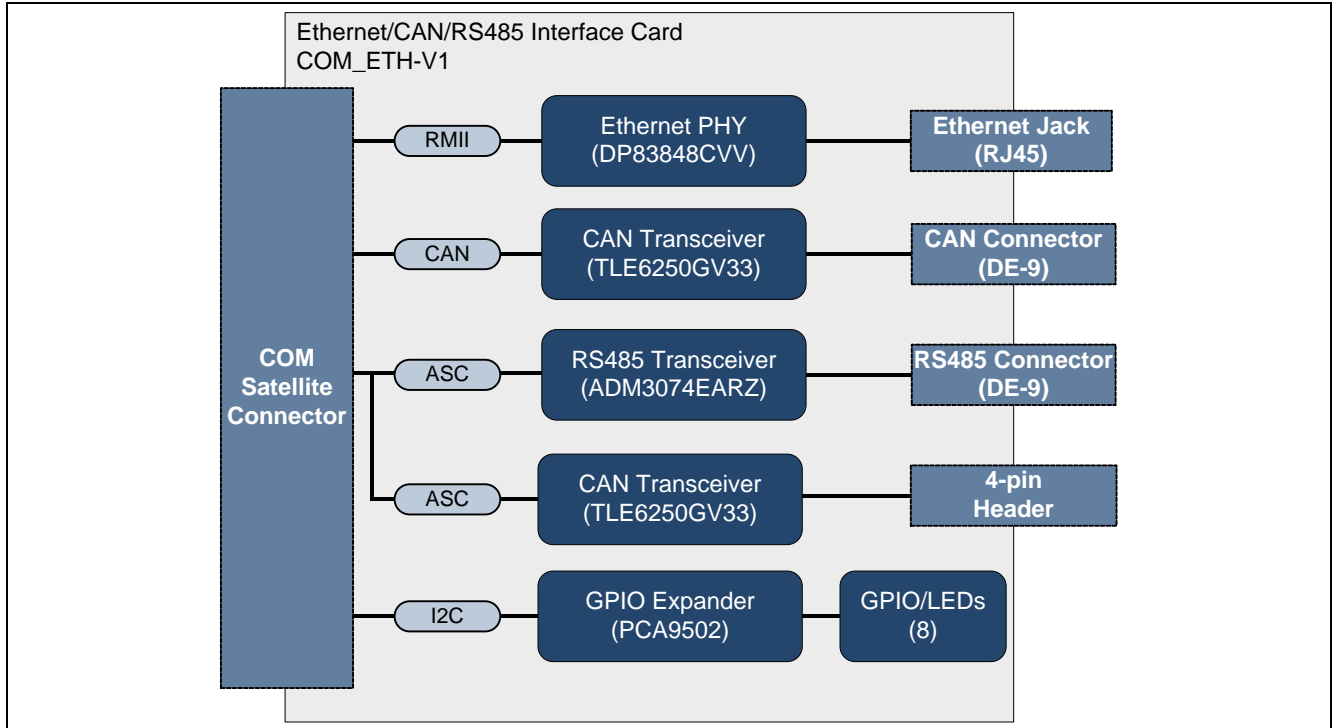 Ethernet/CAN/RS485 Interface Card
COM_ETH-V1
COM
Satellite
Connector
RMII
Ethernet PHY
(DP83848CVV)
Ethernet Jack
(RJ45)
CAN
CAN Transceiver
(TLE6250GV33)
CAN Connector
(DE-9)
ASC
RS485 Transceiver
(ADM3074EARZ)
RS485 Connector
(DE-9)
ASC
CAN Transceiver
(TLE6250GV33)
4-pin
Header
I2C
GPIO Expander
(PCA9502)
GPIO/LEDs
(8)